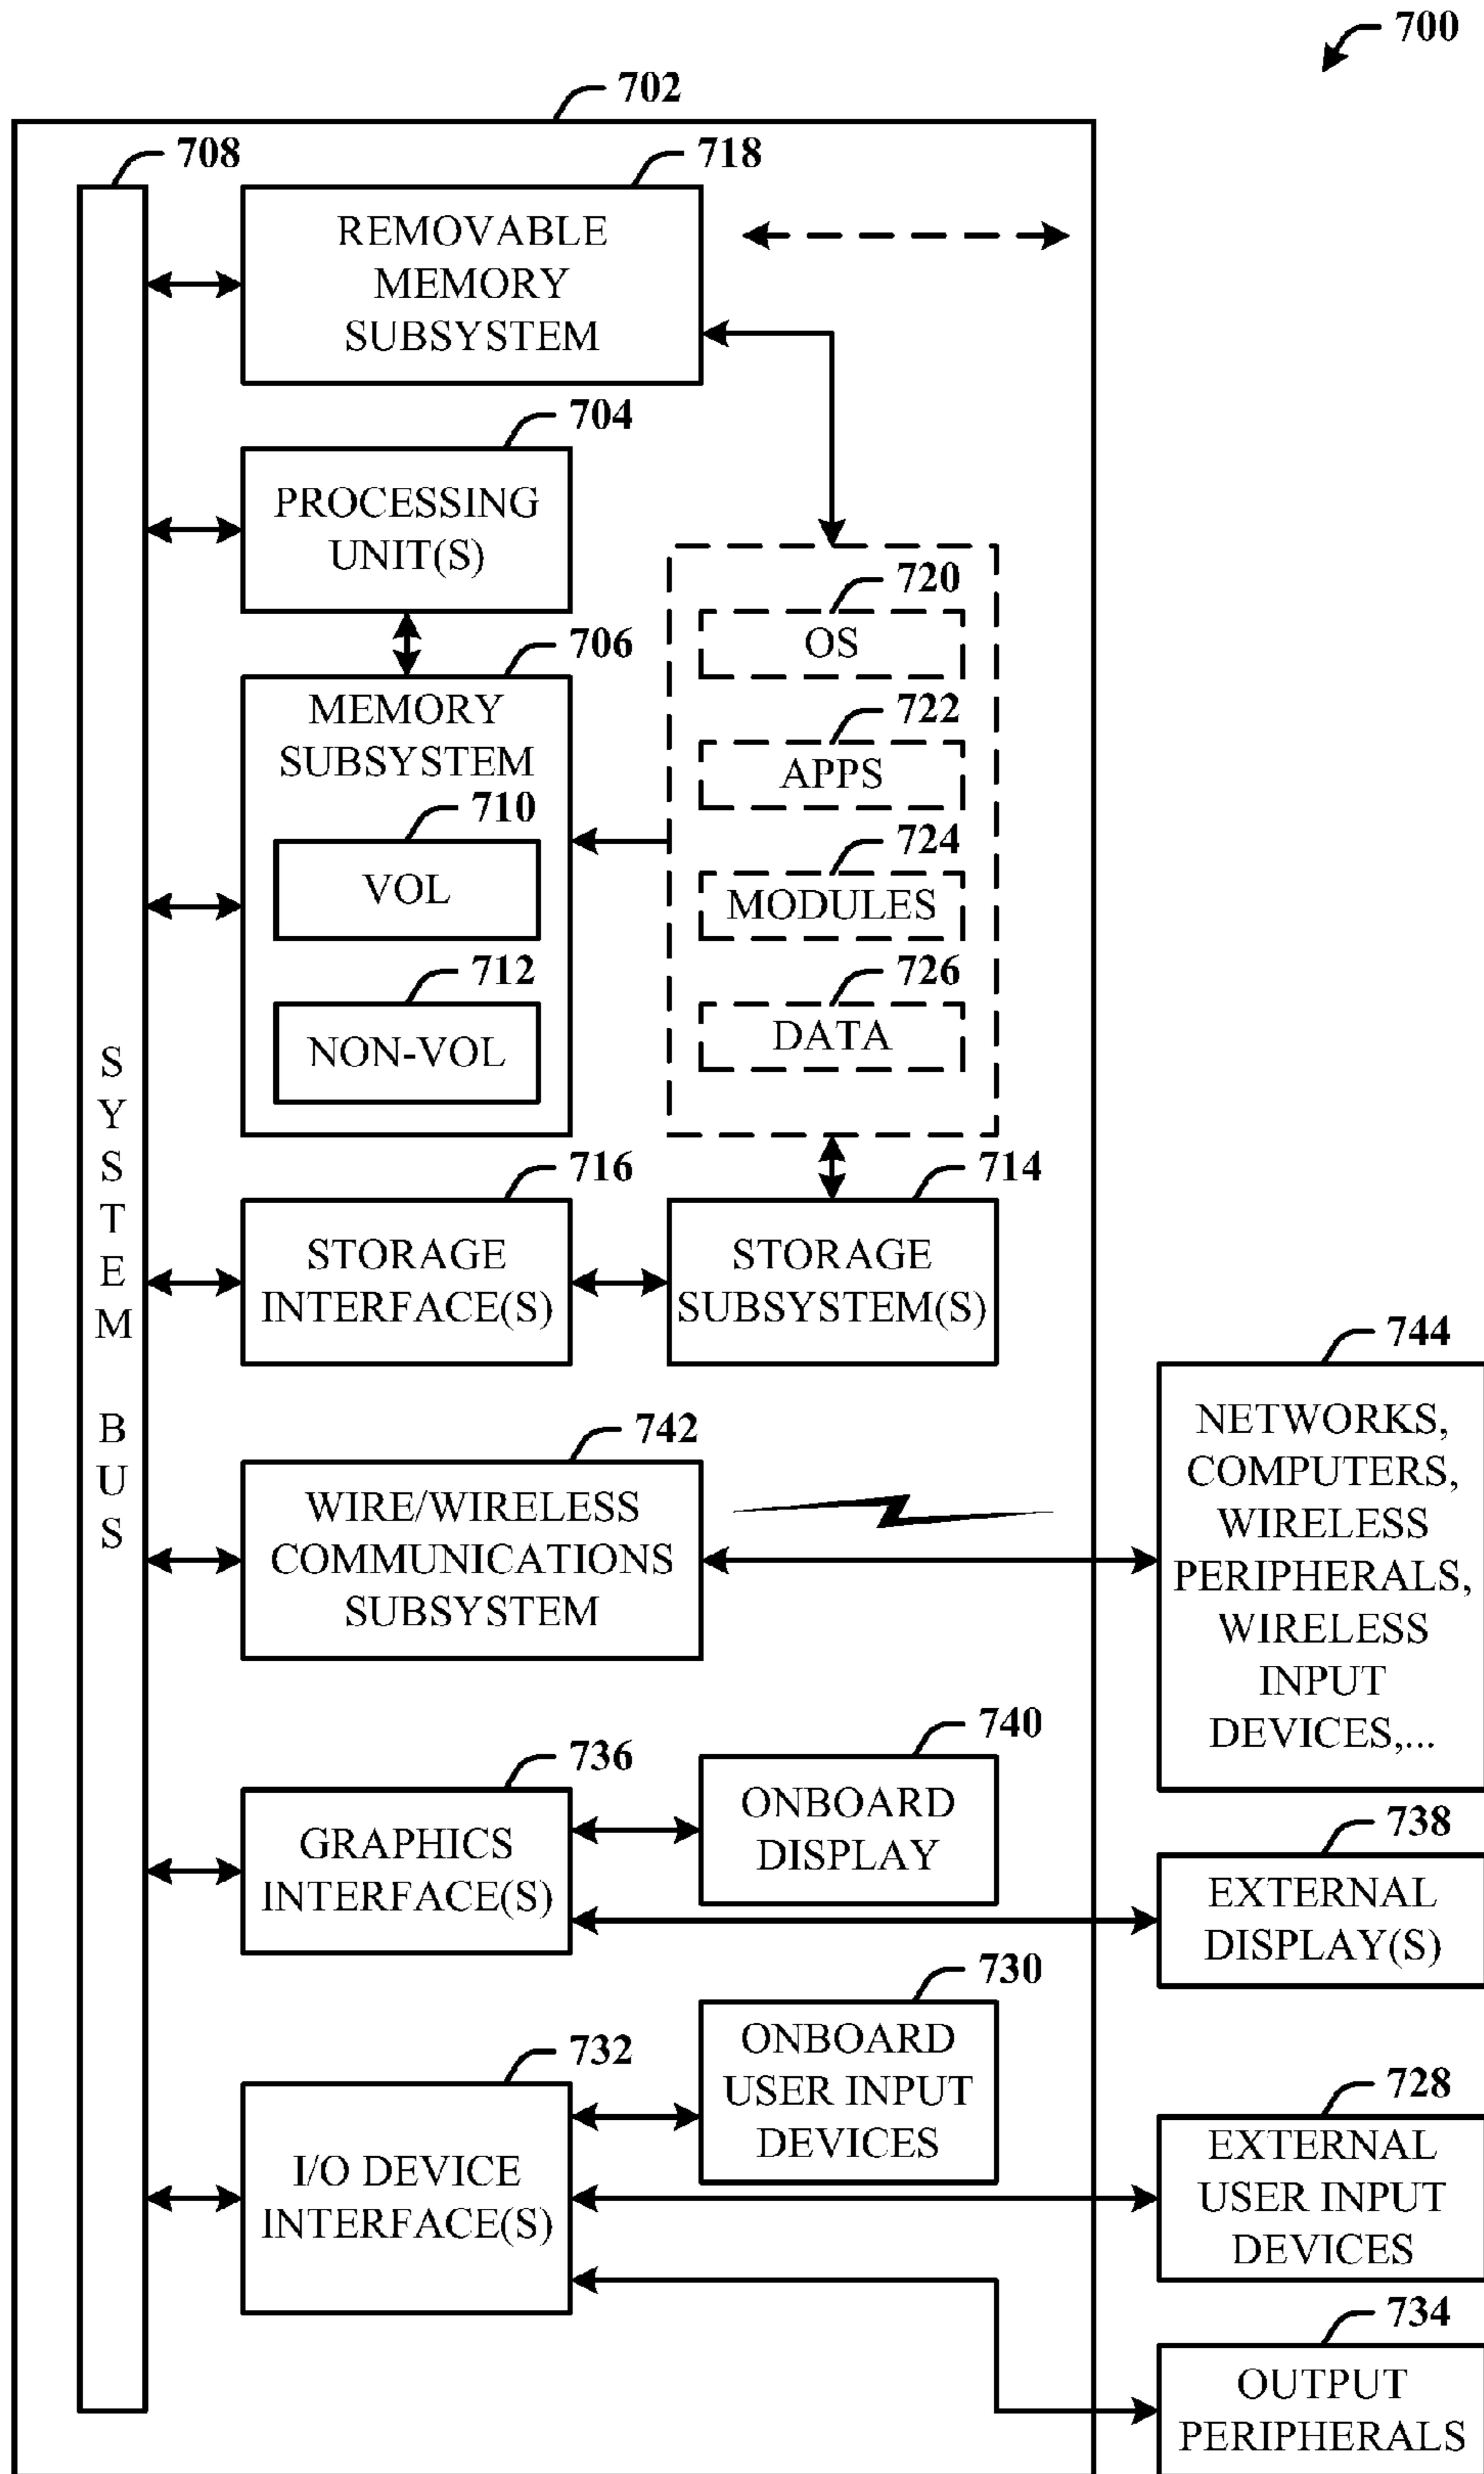 700
702
708
718
REMOVABLE
MEMORY
SUBSYSTEM
704
PROCESSING
UNIT(S)
706
MEMORY
SUBSYSTEM
710
VOL
712
NON-VOL
720
OS
722
APPS
724
MODULES
726
DATA
SYSTEM BUS
716
STORAGE
INTERFACE(S)
714
STORAGE
SUBSYSTEM(S)
742
WIRE/WIRELESS
COMMUNICATIONS
SUBSYSTEM
744
NETWORKS,
COMPUTERS,
WIRELESS
PERIPHERALS,
WIRELESS
INPUT
DEVICES,...
736
GRAPHICS
INTERFACE(S)
740
ONBOARD
DISPLAY
738
EXTERNAL
DISPLAY(S)
732
I/O DEVICE
INTERFACE(S)
730
ONBOARD
USER INPUT
DEVICES
728
EXTERNAL
USER INPUT
DEVICES
734
OUTPUT
PERIPHERALS